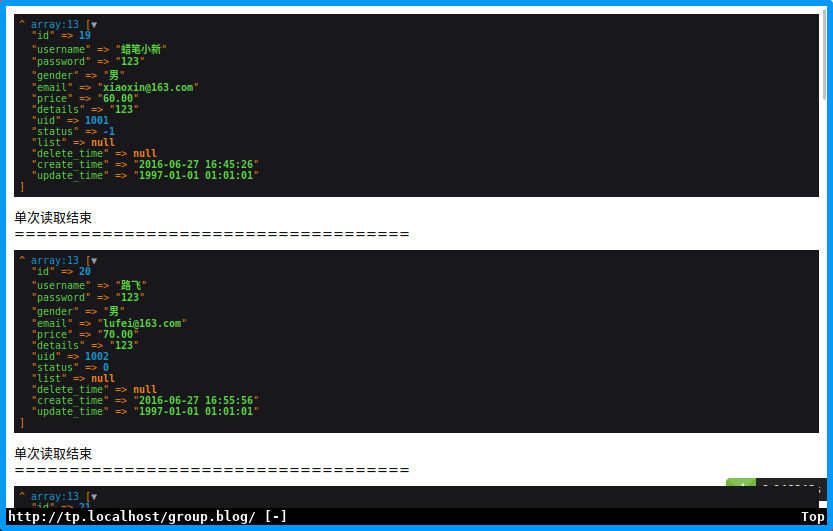 ^ array:13 [▼
"id" => 19
"username" => "蜡笔小新"
"password" => "123"
"gender" => "男"
"email" => "xiaoxin@163.com"
"price" => "60.00"
"details" => "123"
"uid" => 1001
"status" => -1
"list" => null
"delete_time" => null
"create_time" => "2016-06-27 16:45:26"
"update_time" => "1997-01-01 01:01:01"
]
单次读取结束
====================================
^ array:13 [▼
"id" => 20
"username" => "路飞"
"password" => "123"
"gender" => "男"
"email" => "lufei@163.com"
"price" => "70.00"
"details" => "123"
"uid" => 1002
"status" => 0
"list" => null
"delete_time" => null
"create_time" => "2016-06-27 16:55:56"
"update_time" => "1997-01-01 01:01:01"
]
单次读取结束
====================================
^ array:13 [▼
"id" => 21
http://tp.localhost/group.blog/ [-]
Top